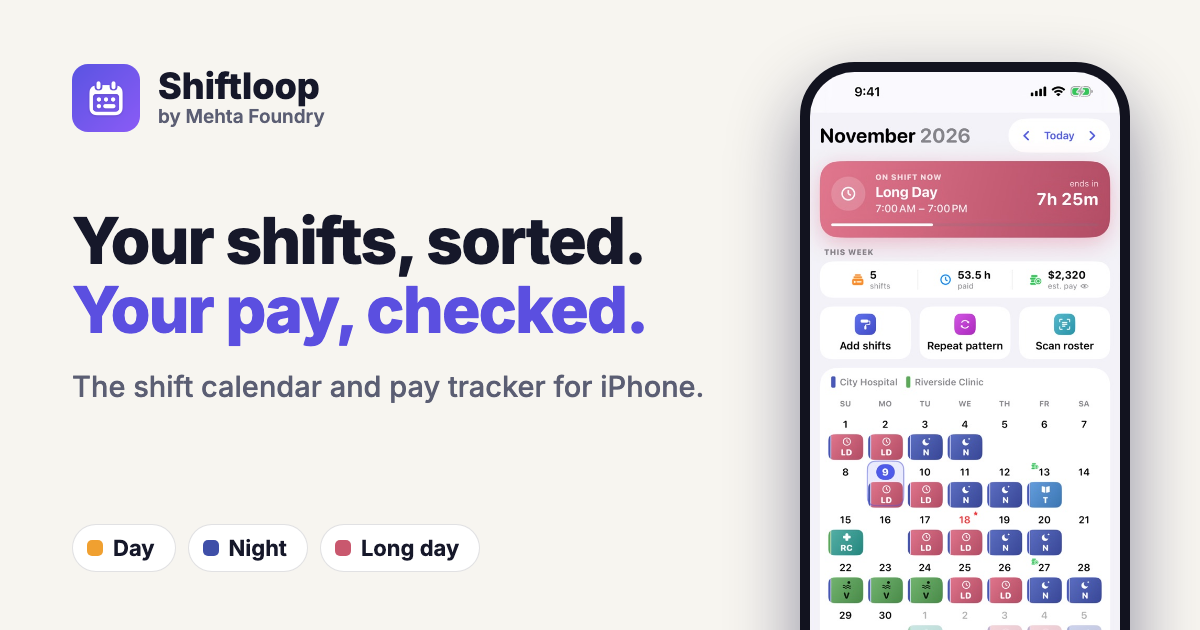 Shiftloop
by Mehta Foundry
Your shifts, sorted.
Your pay, checked.
The shift calendar and pay tracker for iPhone.
Day
Night
Long day
9:41
November 2026
Today
ON SHIFT NOW
Long Day
7:00 AM – 7:00 PM
ends in
7h 25m
THIS WEEK
5
shifts
53.5 h
paid
$2,320
est. pay
Add shifts
Repeat pattern
Scan roster
City Hospital
Riverside Clinic
SU MO TU WE TH FR SA
1 2 3 4 5 6 7
LD LD N N
8 9 10 11 12 13 14
LD LD N N T
15 16 17 18 19 20 21
RC LD LD N N
22 23 24 25 26 27 28
V V V LD LD N N
29 30 1 2 3 4 5